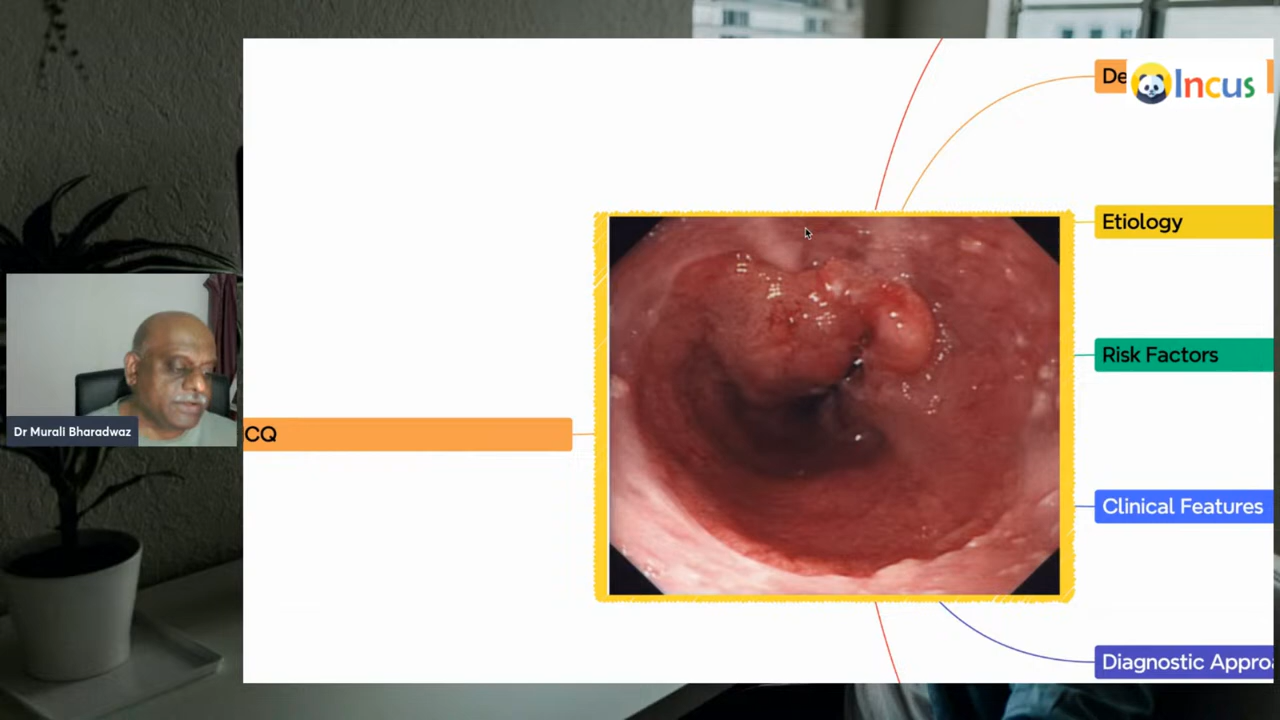 De
Incus
Etiology
Risk Factors
Dr Murali Bharadwaz
CQ
Clinical Features
Diagnostic Appro